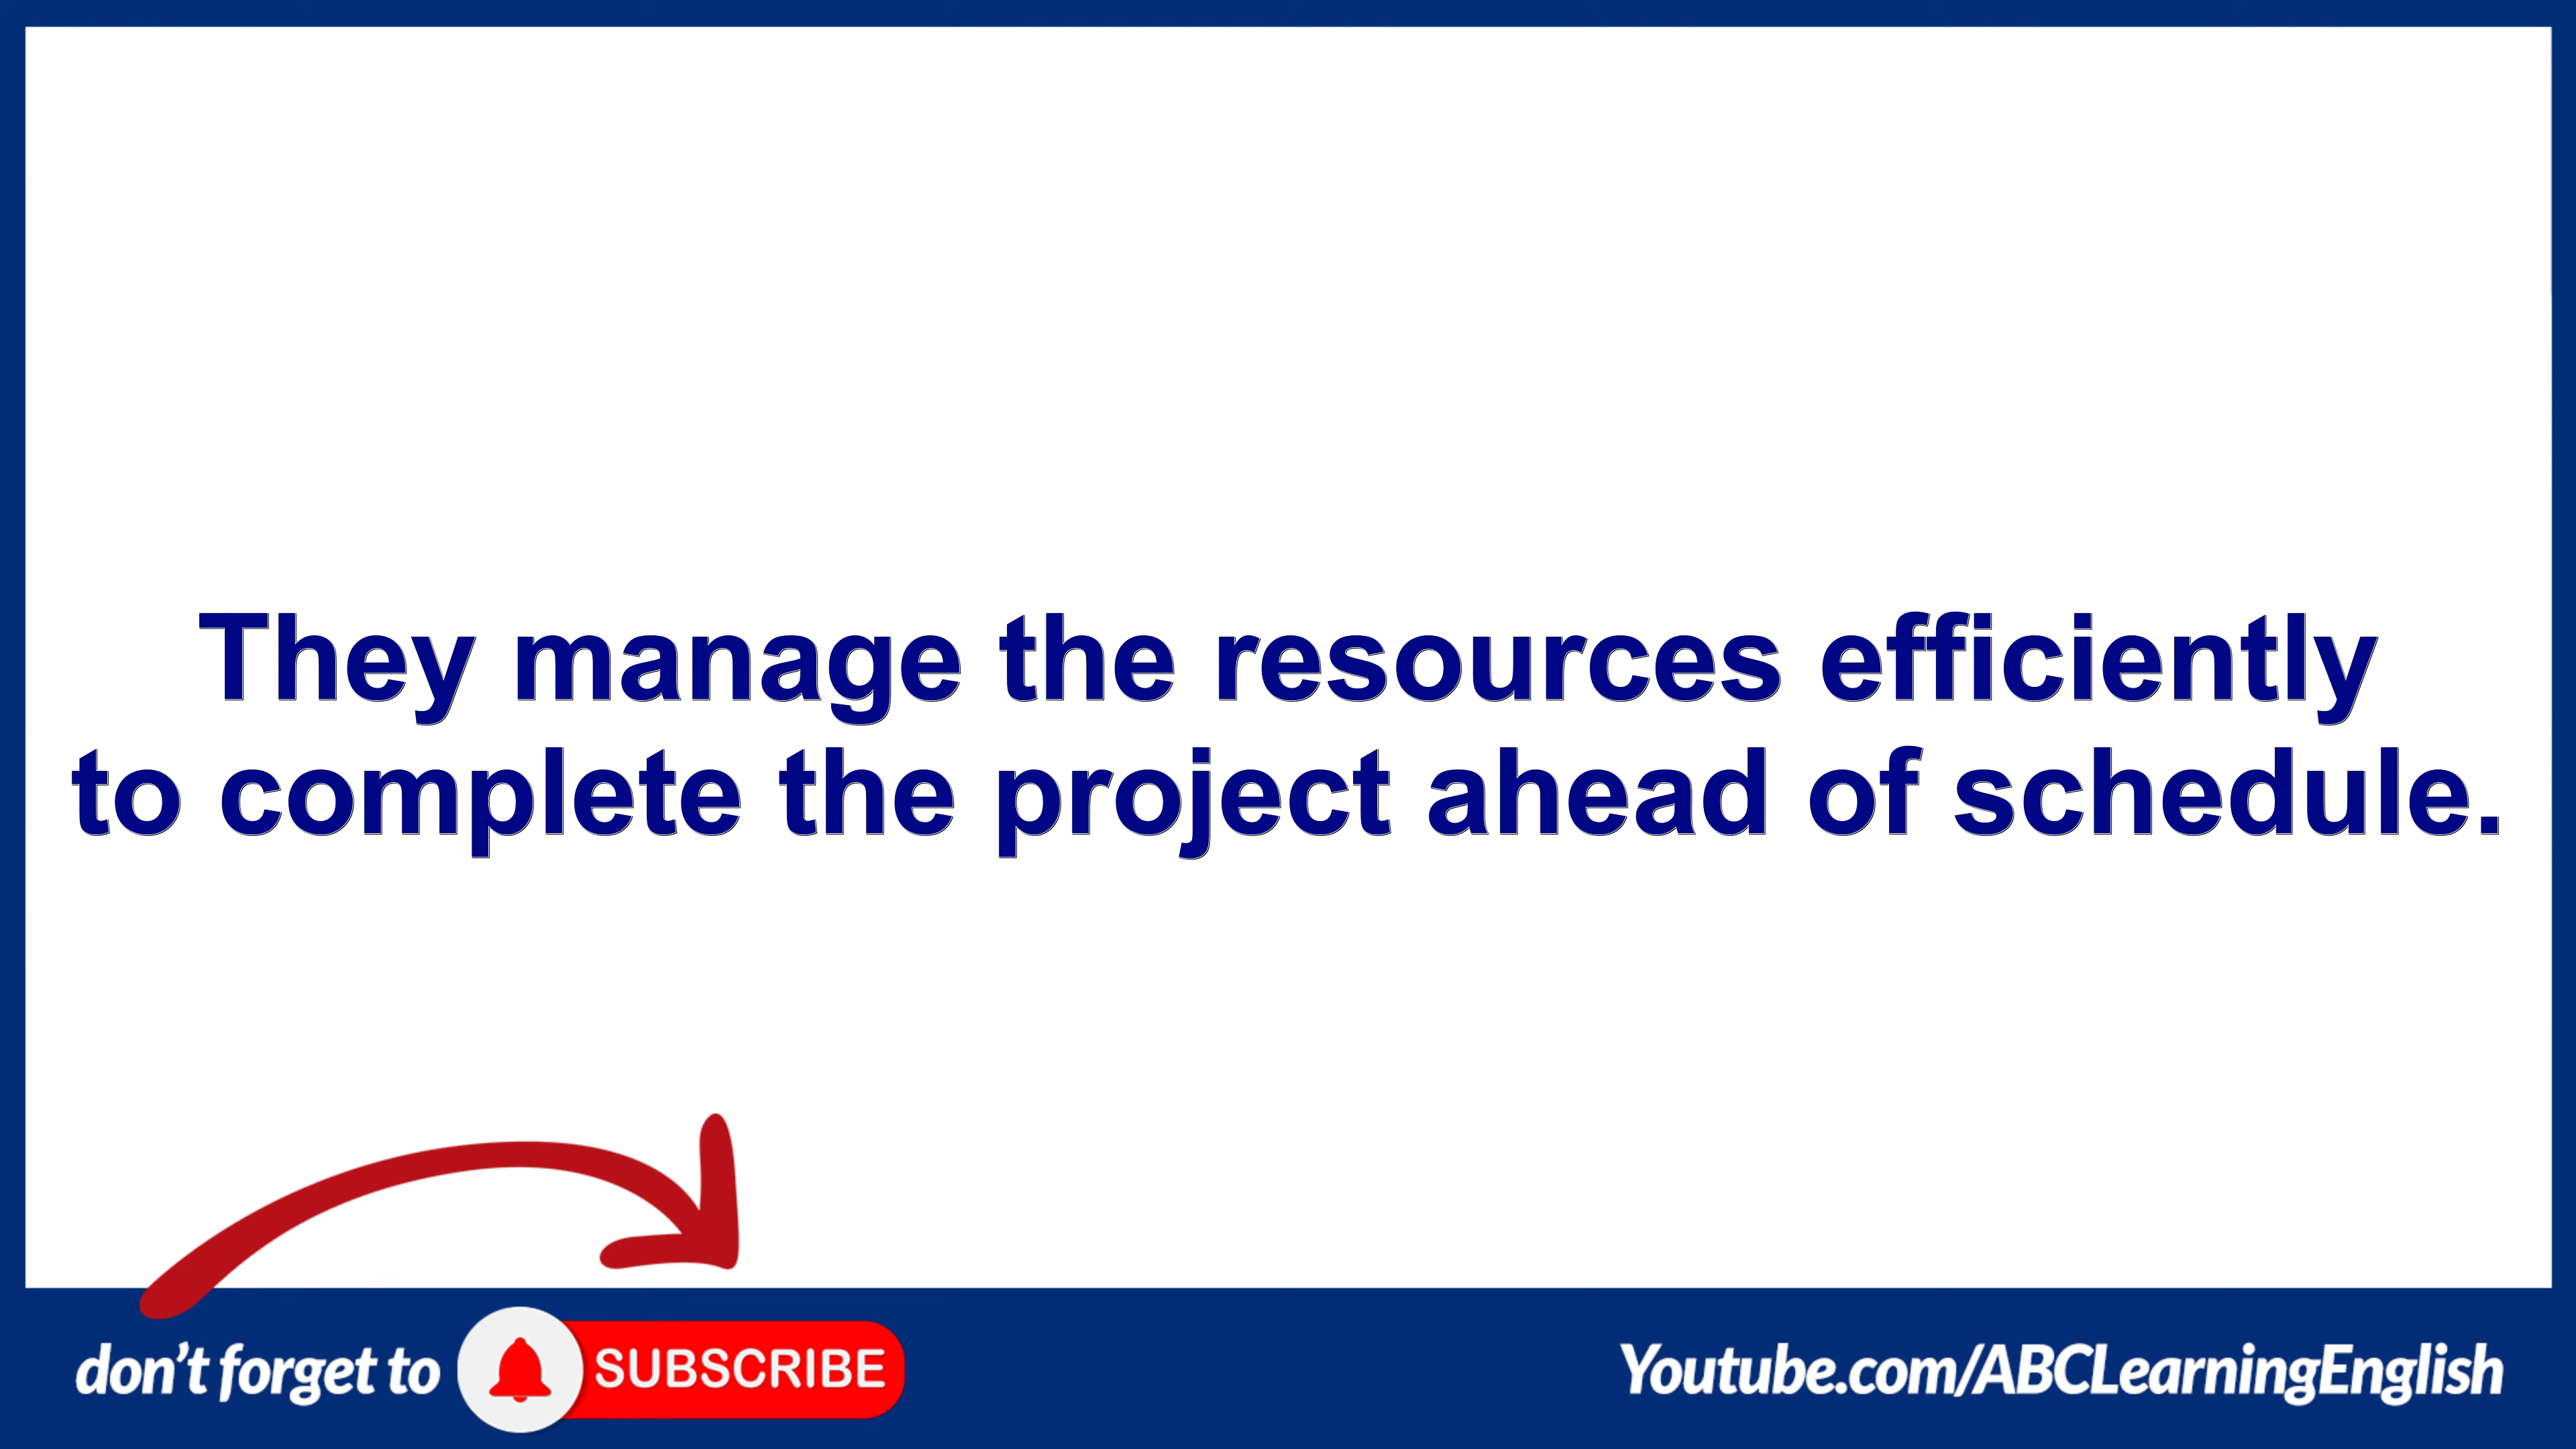 They manage the resources efficiently
to complete the project ahead of schedule.
don't forget to SUBSCRIBE
Youtube.com/ABCLearningEnglish